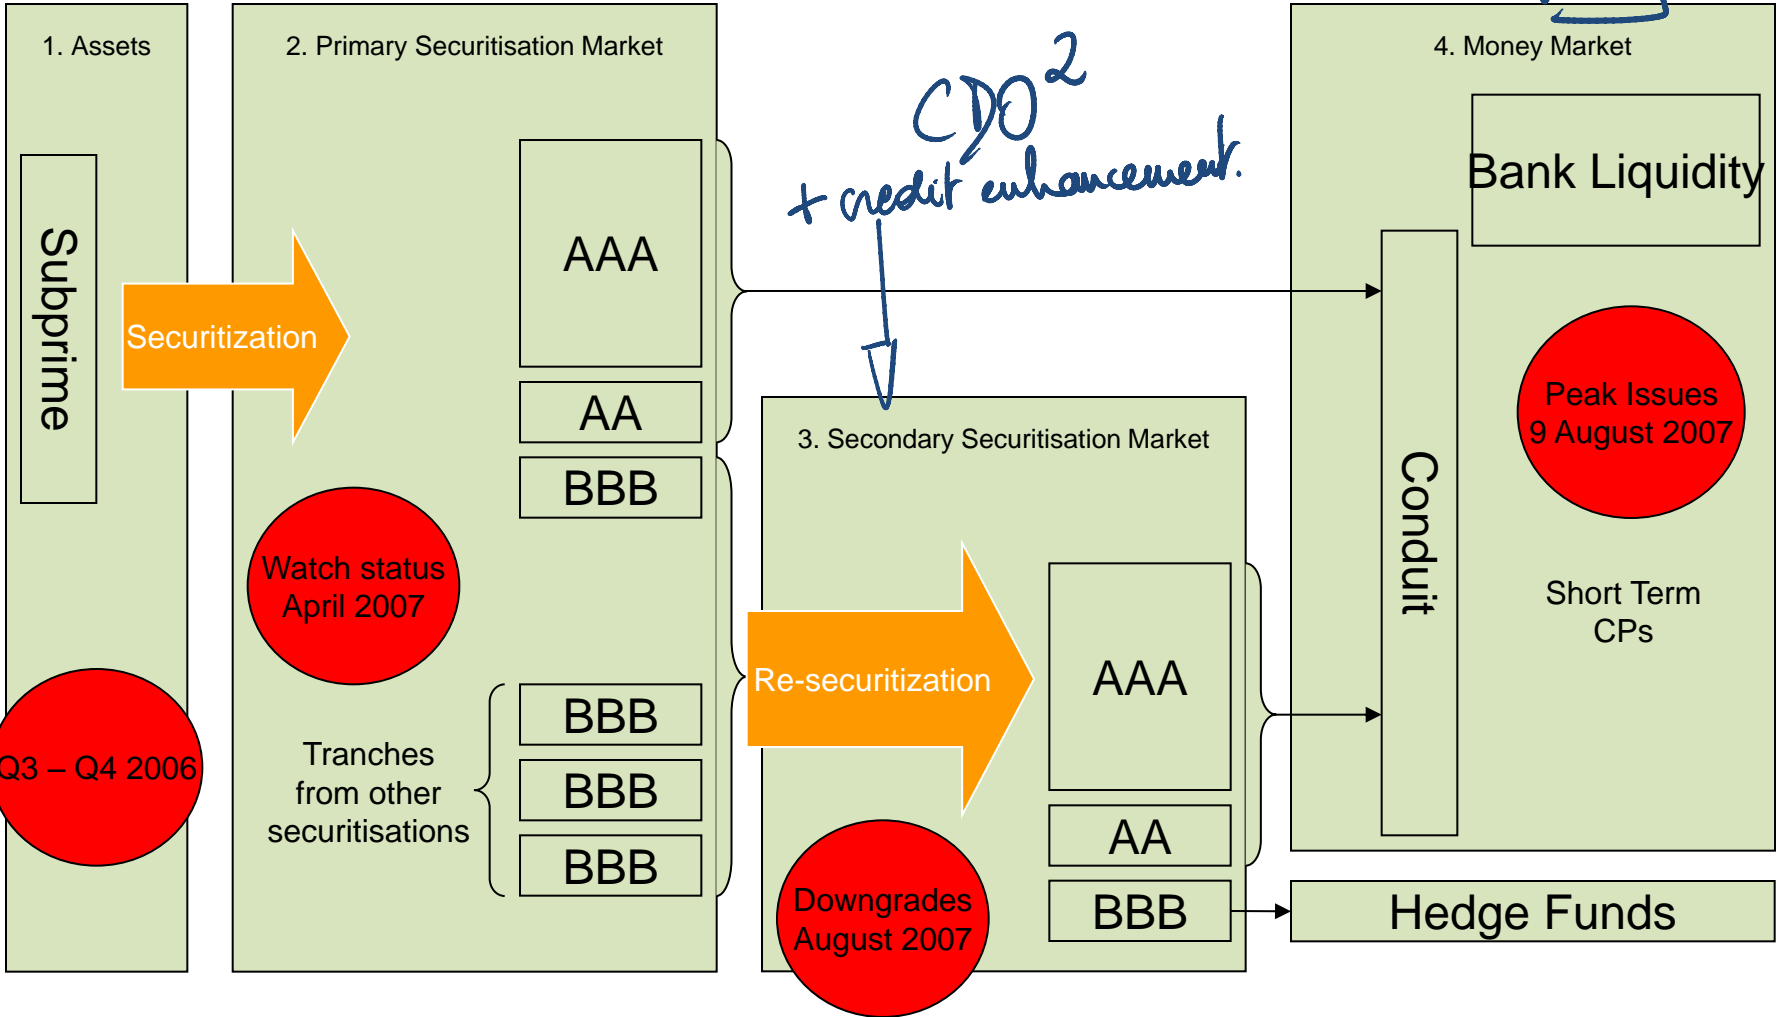 1. Assets
Subprime
Q3 – Q4 2006
Securitization
2. Primary Securitisation Market
AAA
AA
BBB
Watch status
April 2007
Tranches
from other
securitisations
BBB
BBB
BBB
CDO²
+ credit enhancement.
Re-securitization
3. Secondary Securitisation Market
AAA
AA
BBB
Downgrades
August 2007
4. Money Market
Bank Liquidity
Conduit
Peak Issues
9 August 2007
Short Term
CPs
Hedge Funds